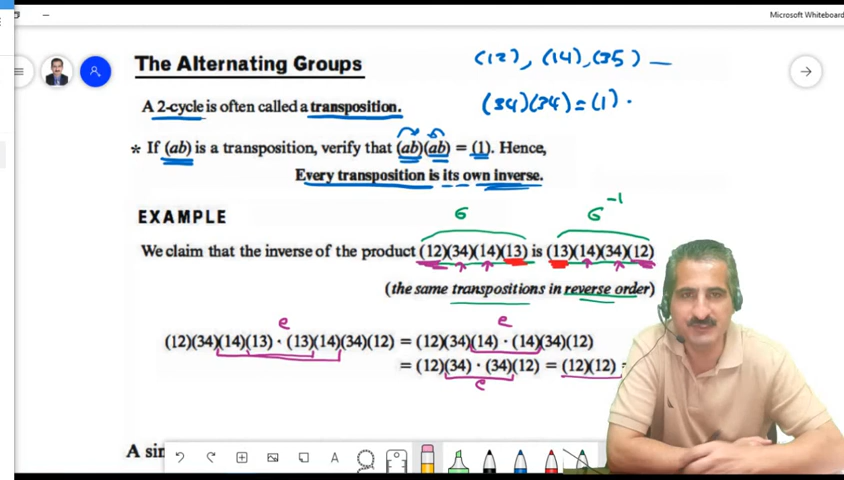 Microsoft Whiteboard
The Alternating Groups
(12), (14), (35) —
A 2-cycle is often called a transposition.
(34)(34) = (1) .
* If (ab) is a transposition, verify that (ab)(ab) = (1). Hence,
Every transposition is its own inverse.
EXAMPLE
σ σ⁻¹
We claim that the inverse of the product (12)(34)(14)(13) is (13)(14)(34)(12)
(the same transpositions in reverse order)
e e
(12)(34)(14)(13) · (13)(14)(34)(12) = (12)(34)(14) · (14)(34)(12)
= (12)(34) · (34)(12) = (12)(12) =
e
A sin
A